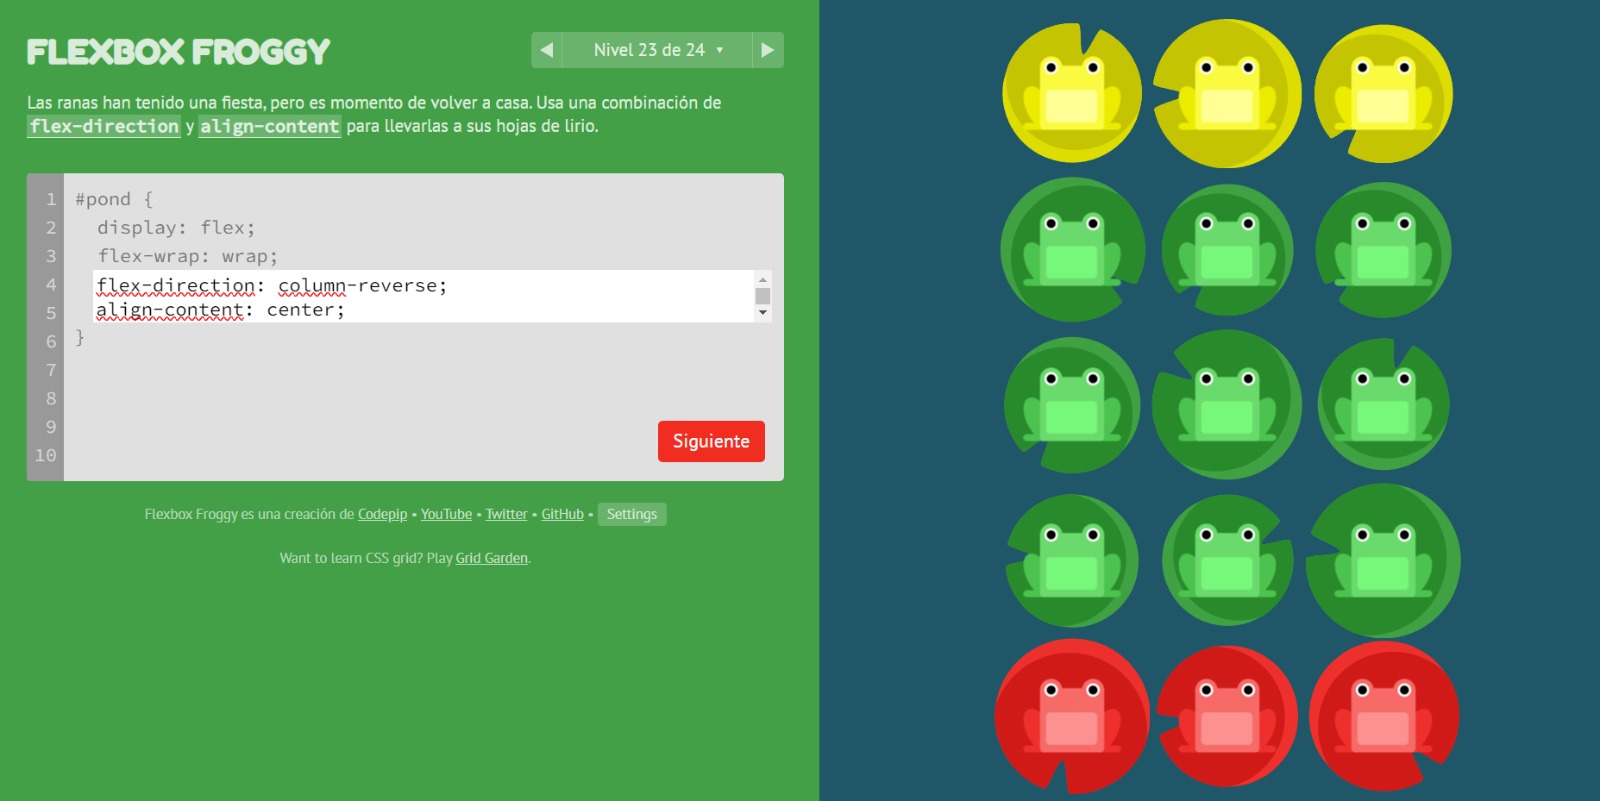 FLEXBOX FROGGY
Nivel 23 de 24
Las ranas han tenido una fiesta, pero es momento de volver a casa. Usa una combinación de
flex-direction y align-content para llevarlas a sus hojas de lirio.
1 #pond {
2 display: flex;
3 flex-wrap: wrap;
4 flex-direction: column-reverse;
5 align-content: center;
6 }
7
8
9
10
Siguiente
Flexbox Froggy es una creación de Codepip • YouTube • Twitter • GitHub • Settings
Want to learn CSS grid? Play Grid Garden.